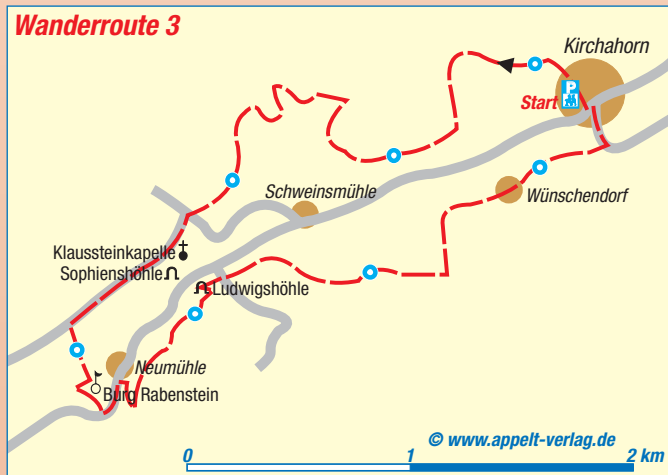 Wanderroute 3
Kirchahorn
P
Start
Schweinsmühle
Wünschendorf
Klaussteinkapelle
Sophienshöhle
Ludwigshöhle
Neumühle
Burg Rabenstein
© www.appelt-verlag.de
0 1 2 km